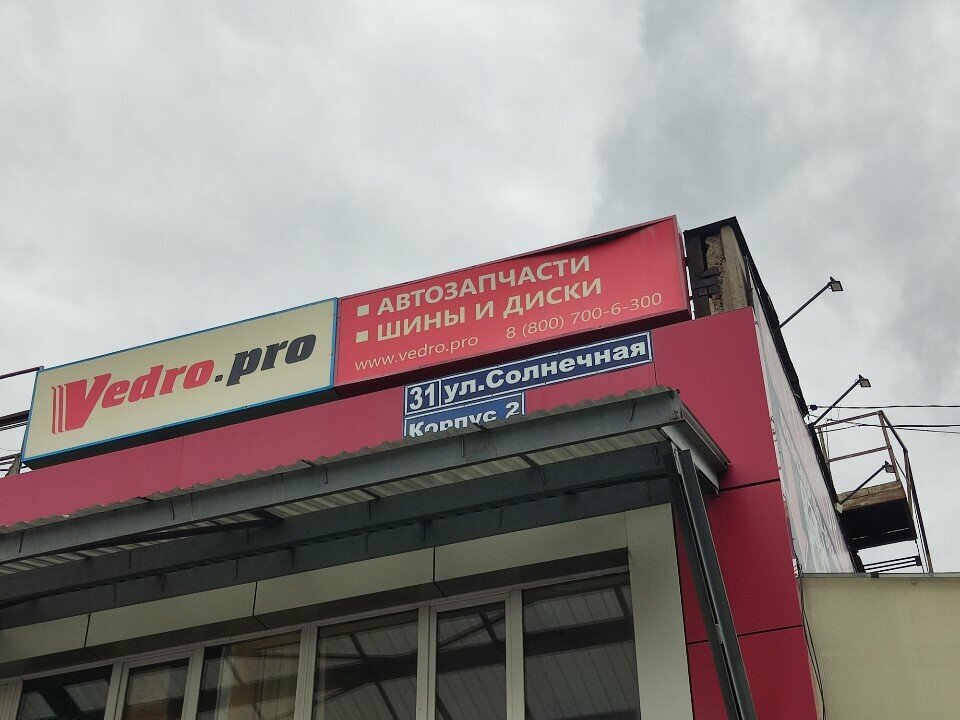 Vedro.pro
АВТОЗАПЧАСТИ
ШИНЫ И ДИСКИ
www.vedro.pro 8 (800) 700-6-300
31 ул.Солнечная
Корпус 2